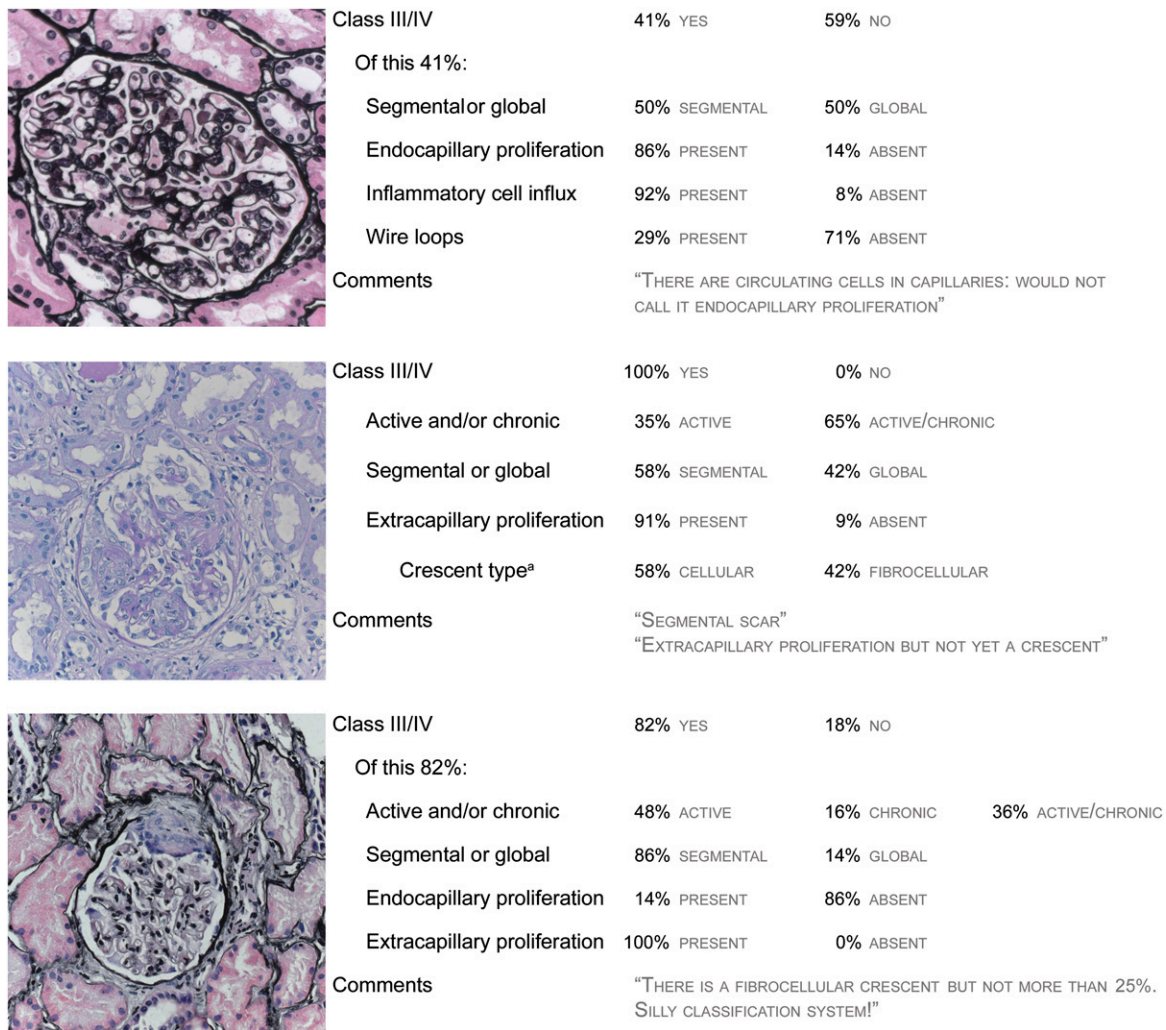 Class III/IV 41% YES 59% NO
Of this 41%:
Segmentalor global 50% SEGMENTAL 50% GLOBAL
Endocapillary proliferation 86% PRESENT 14% ABSENT
Inflammatory cell influx 92% PRESENT 8% ABSENT
Wire loops 29% PRESENT 71% ABSENT
Comments “THERE ARE CIRCULATING CELLS IN CAPILLARIES: WOULD NOT
CALL IT ENDOCAPILLARY PROLIFERATION”
Class III/IV 100% YES 0% NO
Active and/or chronic 35% ACTIVE 65% ACTIVE/CHRONIC
Segmental or global 58% SEGMENTAL 42% GLOBAL
Extracapillary proliferation 91% PRESENT 9% ABSENT
Crescent typeᵃ 58% CELLULAR 42% FIBROCELLULAR
Comments “SEGMENTAL SCAR”
“EXTRACAPILLARY PROLIFERATION BUT NOT YET A CRESCENT”
Class III/IV 82% YES 18% NO
Of this 82%:
Active and/or chronic 48% ACTIVE 16% CHRONIC 36% ACTIVE/CHRONIC
Segmental or global 86% SEGMENTAL 14% GLOBAL
Endocapillary proliferation 14% PRESENT 86% ABSENT
Extracapillary proliferation 100% PRESENT 0% ABSENT
Comments “THERE IS A FIBROCELLULAR CRESCENT BUT NOT MORE THAN 25%.
SILLY CLASSIFICATION SYSTEM!”